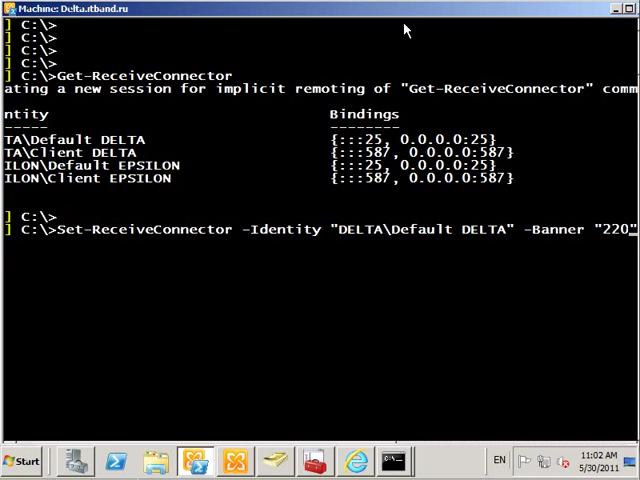 Machine: Delta.itband.ru
] C:\>
] C:\>
] C:\>
] C:\>
] C:\>Get-ReceiveConnector
ating a new session for implicit remoting of "Get-ReceiveConnector" comm
ntity Bindings
----- --------
TA\Default DELTA {:::25, 0.0.0.0:25}
TA\Client DELTA {:::587, 0.0.0.0:587}
ILON\Default EPSILON {:::25, 0.0.0.0:25}
ILON\Client EPSILON {:::587, 0.0.0.0:587}
] C:\>
] C:\>Set-ReceiveConnector -Identity "DELTA\Default DELTA" -Banner "220"
Start
EN
11:02 AM
5/30/2011